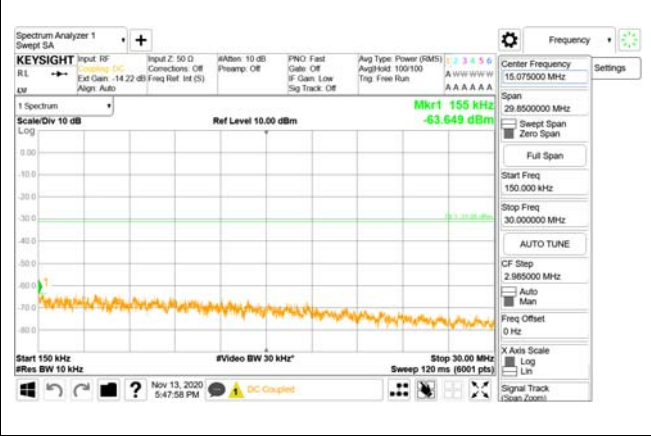 Spectrum Analyzer 1
Swept SA
Frequency
KEYSIGHT
Input: RF
Coupling: DC
Ext Gain: -14.22 dB
Align: Auto
Input Z: 50 Ω
Corrections: Off
Freq Ref: Int (S)
#Atten: 10 dB
Preamp: Off
PNO: Fast
Gate: Off
IF Gain: Low
Sig Track: Off
Avg Type: Power (RMS)
Avg|Hold: 100/100
Trig: Free Run
1 2 3 4 5 6
A W W W W W
A A A A A A
RL
1 Spectrum
Scale/Div 10 dB
Ref Level 10.00 dBm
Mkr1 155 kHz
-63.649 dBm
Log
0.00
-10.0
-20.0
-30.0
-40.0
-50.0
-60.0
-70.0
-80.0
1
Start 150 kHz
#Res BW 10 kHz
#Video BW 30 kHz*
Stop 30.00 MHz
Sweep 120 ms (6001 pts)
Nov 13, 2020
5:47:58 PM
DC Coupled
Center Frequency
15.075000 MHz
Settings
Span
29.8500000 MHz
Swept Span
Zero Span
Full Span
Start Freq
150.000 kHz
Stop Freq
30.000000 MHz
AUTO TUNE
CF Step
2.985000 MHz
Auto
Man
Freq Offset
0 Hz
X Axis Scale
Log
Lin
Signal Track
(Span Zoom)